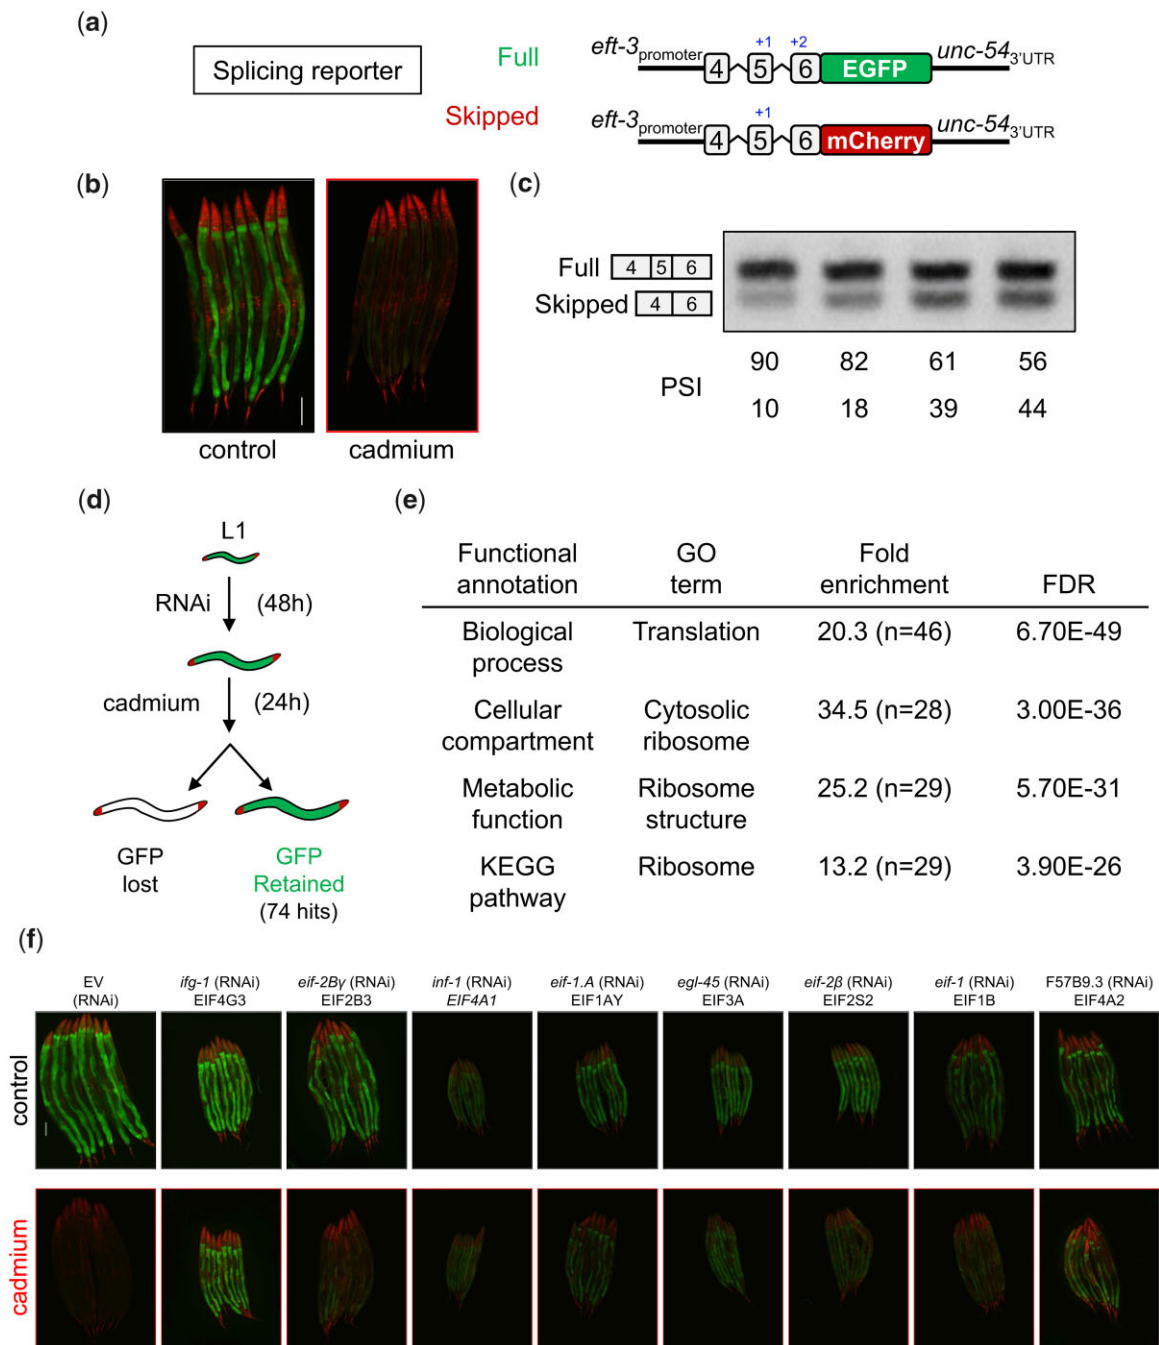 (a)
Splicing reporter
Full
Skipped
+1 +2
eft-3promoter 4 5 6 EGFP unc-543'UTR
+1
eft-3promoter 4 5 6 mCherry unc-543'UTR
(b)
control
cadmium
(c)
Full 4 5 6
Skipped 4 6
PSI
90 82 61 56
10 18 39 44
(d)
L1
RNAi (48h)
cadmium (24h)
GFP
lost
GFP
Retained
(74 hits)
(e)
Functional
annotation
GO
term
Fold
enrichment
FDR
Biological
process
Translation
20.3 (n=46)
6.70E-49
Cellular
compartment
Cytosolic
ribosome
34.5 (n=28)
3.00E-36
Metabolic
function
Ribosome
structure
25.2 (n=29)
5.70E-31
KEGG
pathway
Ribosome
13.2 (n=29)
3.90E-26
(f)
EV
(RNAi)
ifg-1 (RNAi)
EIF4G3
eif-2Bγ (RNAi)
EIF2B3
inf-1 (RNAi)
EIF4A1
eif-1.A (RNAi)
EIF1AY
egl-45 (RNAi)
EIF3A
eif-2β (RNAi)
EIF2S2
eif-1 (RNAi)
EIF1B
F57B9.3 (RNAi)
EIF4A2
control
cadmium